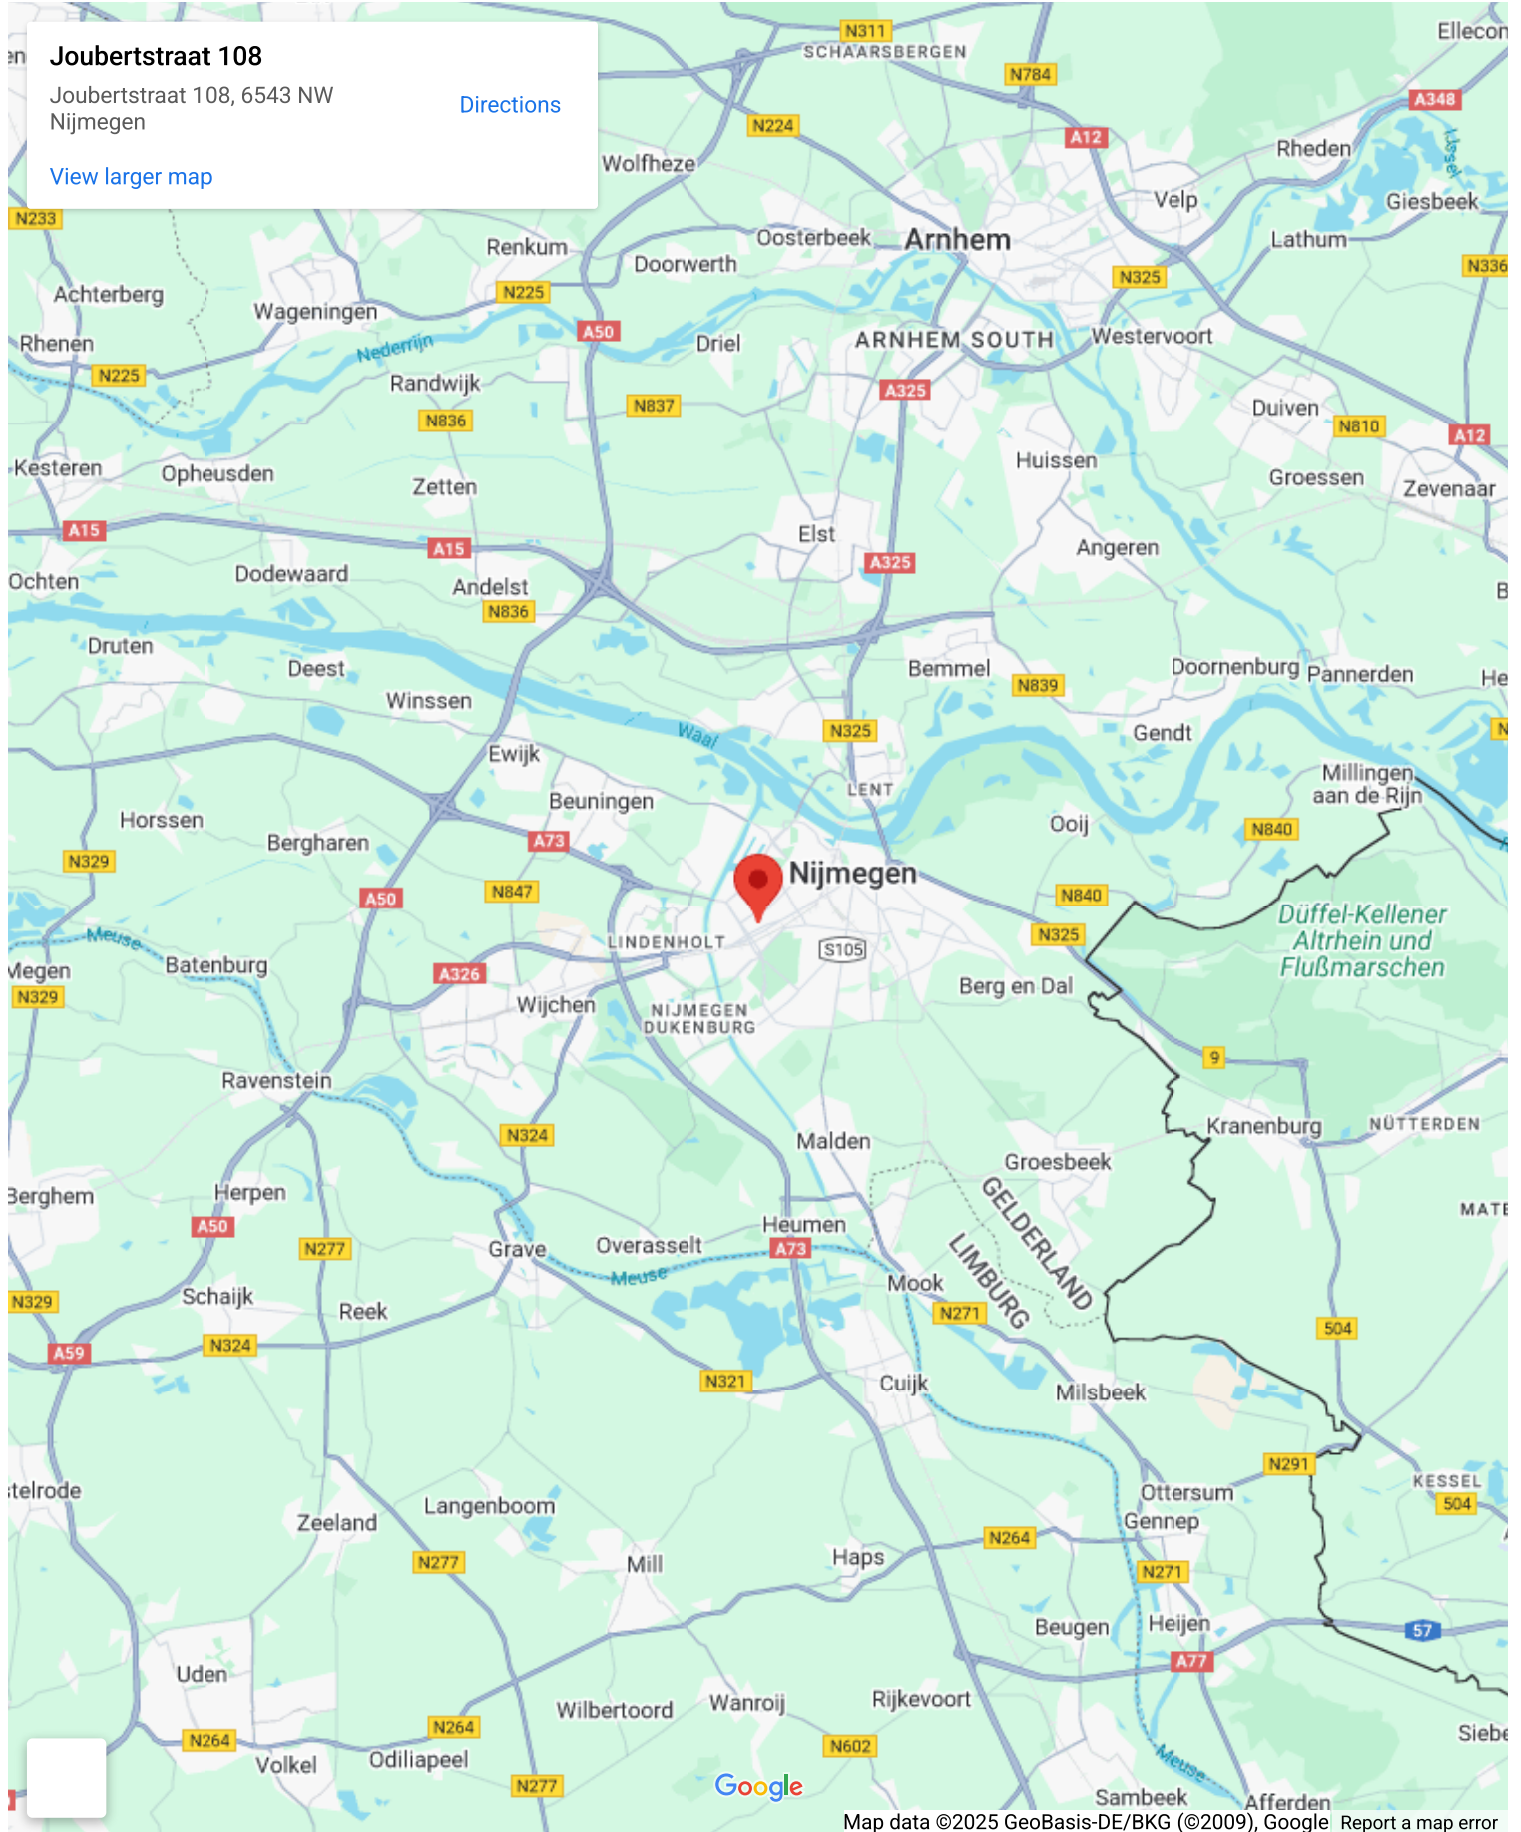 Joubertstraat 108
Joubertstraat 108, 6543 NW
Nijmegen
Directions
View larger map
N311
SCHAARSBERGEN
N784
A348
N224
A12
Wolfheze
Rheden
IJssel
Velp
Giesbeek
N233
Renkum
Oosterbeek
Arnhem
Lathum
Doorwerth
N336
N325
Achterberg
N225
Wageningen
A50
Rhenen
Nederrijn
Driel
ARNHEM SOUTH
Westervoort
N225
Randwijk
A325
N837
Duiven
N836
N810
A12
Kesteren
Opheusden
Huissen
Zetten
Groessen
Zevenaar
A15
Elst
A15
Angeren
A325
Ochten
Dodewaard
Andelst
N836
Druten
Deest
Bemmel
Doornenburg
Pannerden
N839
Winssen
Waal
N325
Gendt
Ewijk
Millingen
aan de Rijn
LENT
Beuningen
Horssen
Ooij
N840
Bergharen
A73
N329
Nijmegen
N847
N840
A50
Düffel-Kellener
Altrhein und
Flußmarschen
Meuse
N325
LINDENHOLT
S105
Megen
Batenburg
A326
Berg en Dal
N329
Wijchen
NIJMEGEN
DUKENBURG
9
Ravenstein
Kranenburg
NÜTTERDEN
N324
Malden
Groesbeek
Berghem
Herpen
GELDERLAND
A50
Heumen
LIMBURG
N277
Grave
Overasselt
A73
Meuse
Mook
Schaijk
N329
Reek
N271
N324
504
A59
N321
Cuijk
Milsbeek
N291
KESSEL
Ottersum
504
Langenboom
Zeeland
Gennep
N264
Haps
N277
Mill
N271
Beugen
Heijen
57
A77
Uden
Wanroij
Rijkevoort
Wilbertoord
N264
N264
N602
Odiliapeel
Volkel
Meuse
Google
N277
Sambeek
Afferden
Map data ©2025 GeoBasis-DE/BKG (©2009), Google
Report a map error